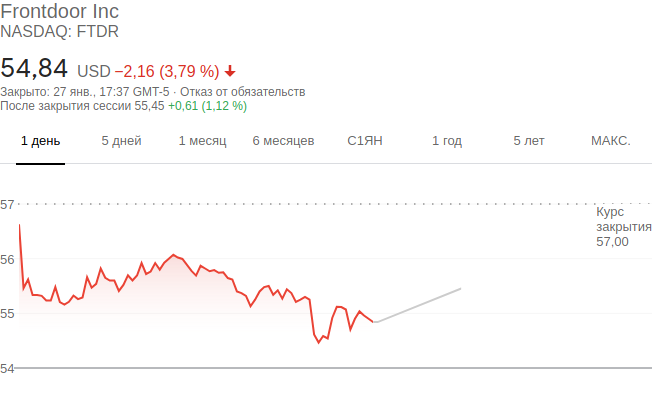 Frontdoor Inc
NASDAQ: FTDR
54,84 USD −2,16 (3,79 %)
Закрыто: 27 янв., 17:37 GMT-5 · Отказ от обязательств
После закрытия сессии 55,45 +0,61 (1,12 %)
1 день 5 дней 1 месяц 6 месяцев С1ЯН 1 год 5 лет МАКС.
57
Курс
закрытия
57,00
56
55
54